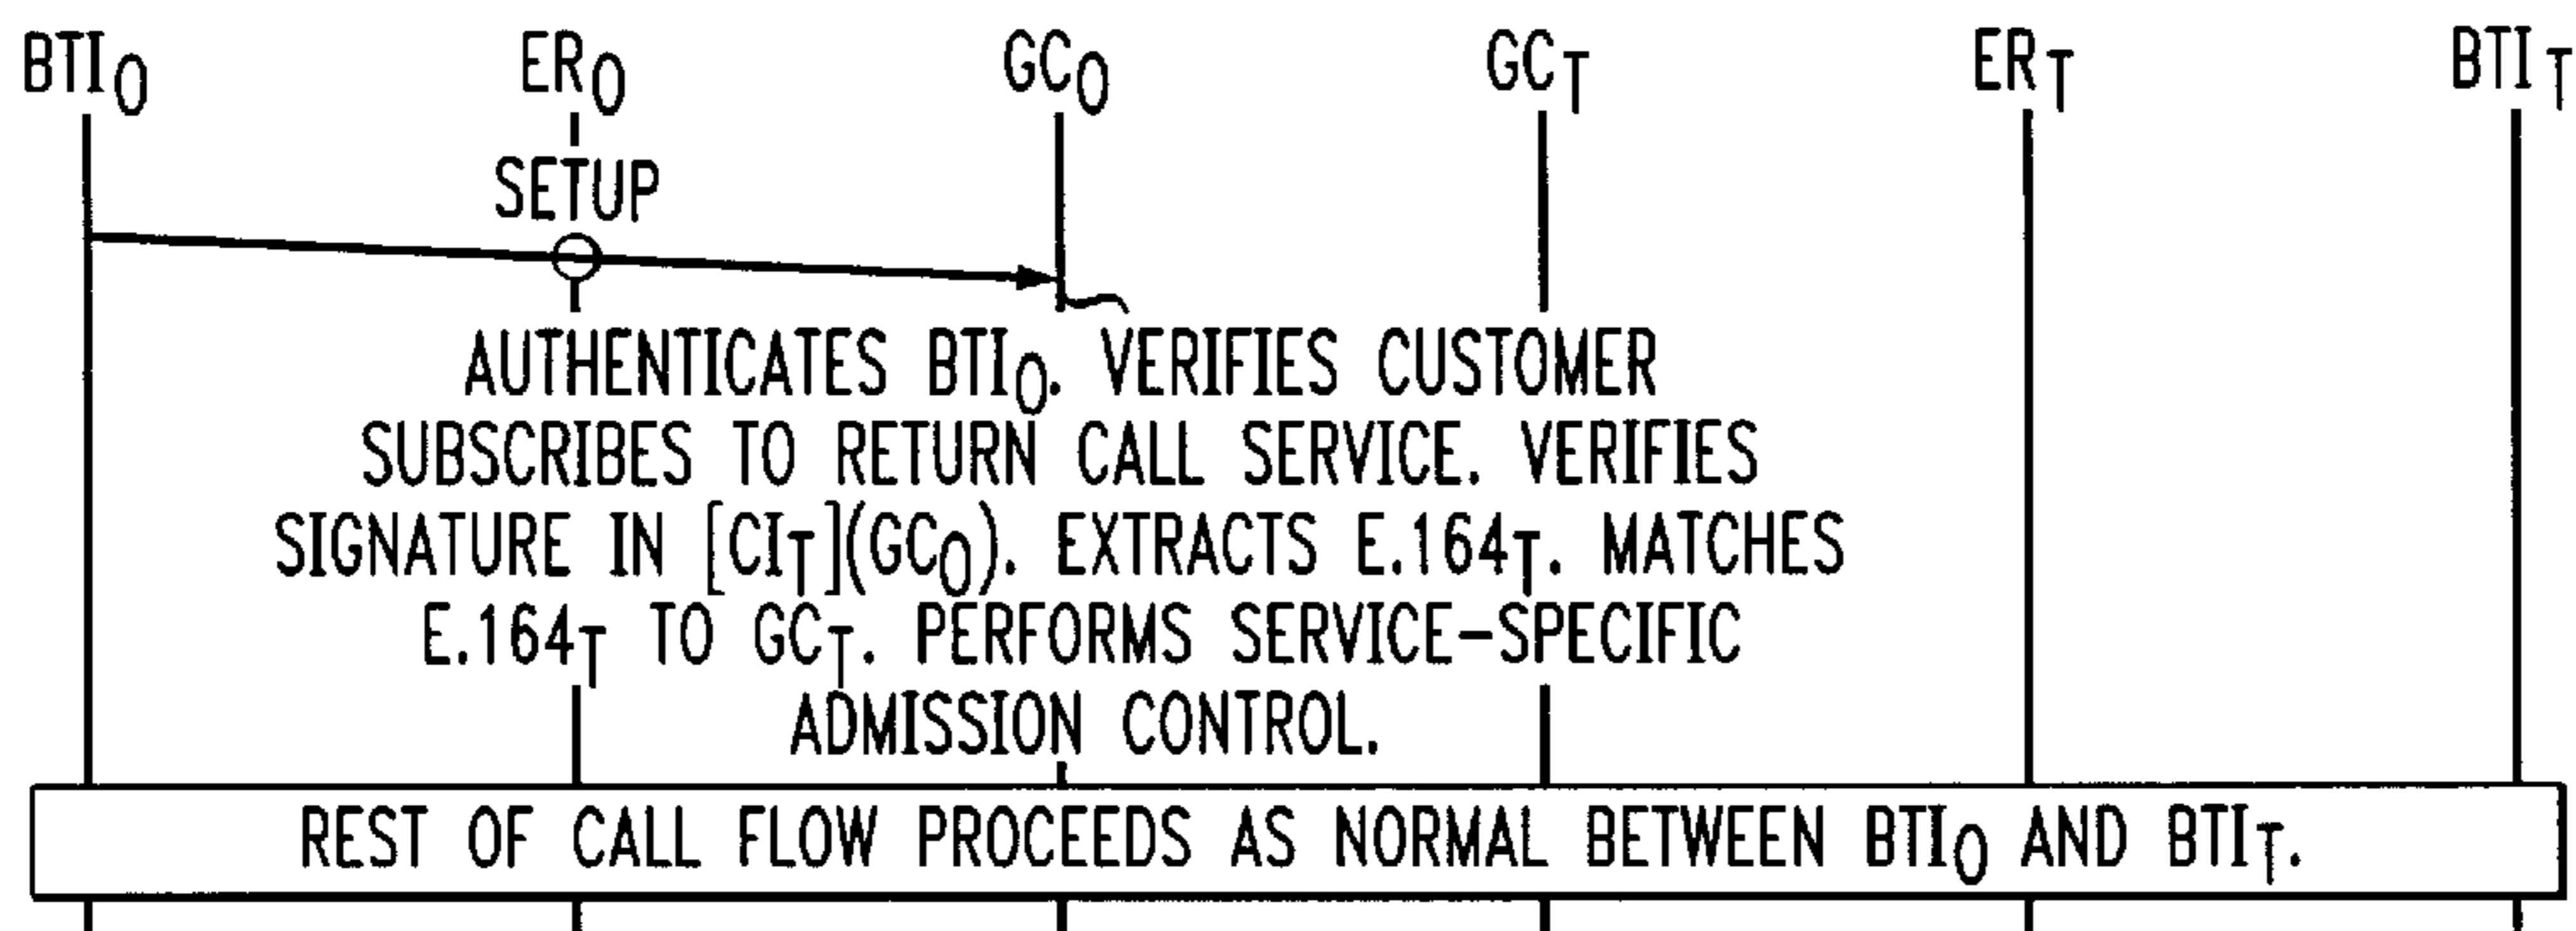 BTIO ERO GCO GCT ERT BTIT
SETUP
AUTHENTICATES BTIO. VERIFIES CUSTOMER
SUBSCRIBES TO RETURN CALL SERVICE. VERIFIES
SIGNATURE IN [CIT](GCO). EXTRACTS E.164T. MATCHES
E.164T TO GCT. PERFORMS SERVICE-SPECIFIC
ADMISSION CONTROL.
REST OF CALL FLOW PROCEEDS AS NORMAL BETWEEN BTIO AND BTIT.